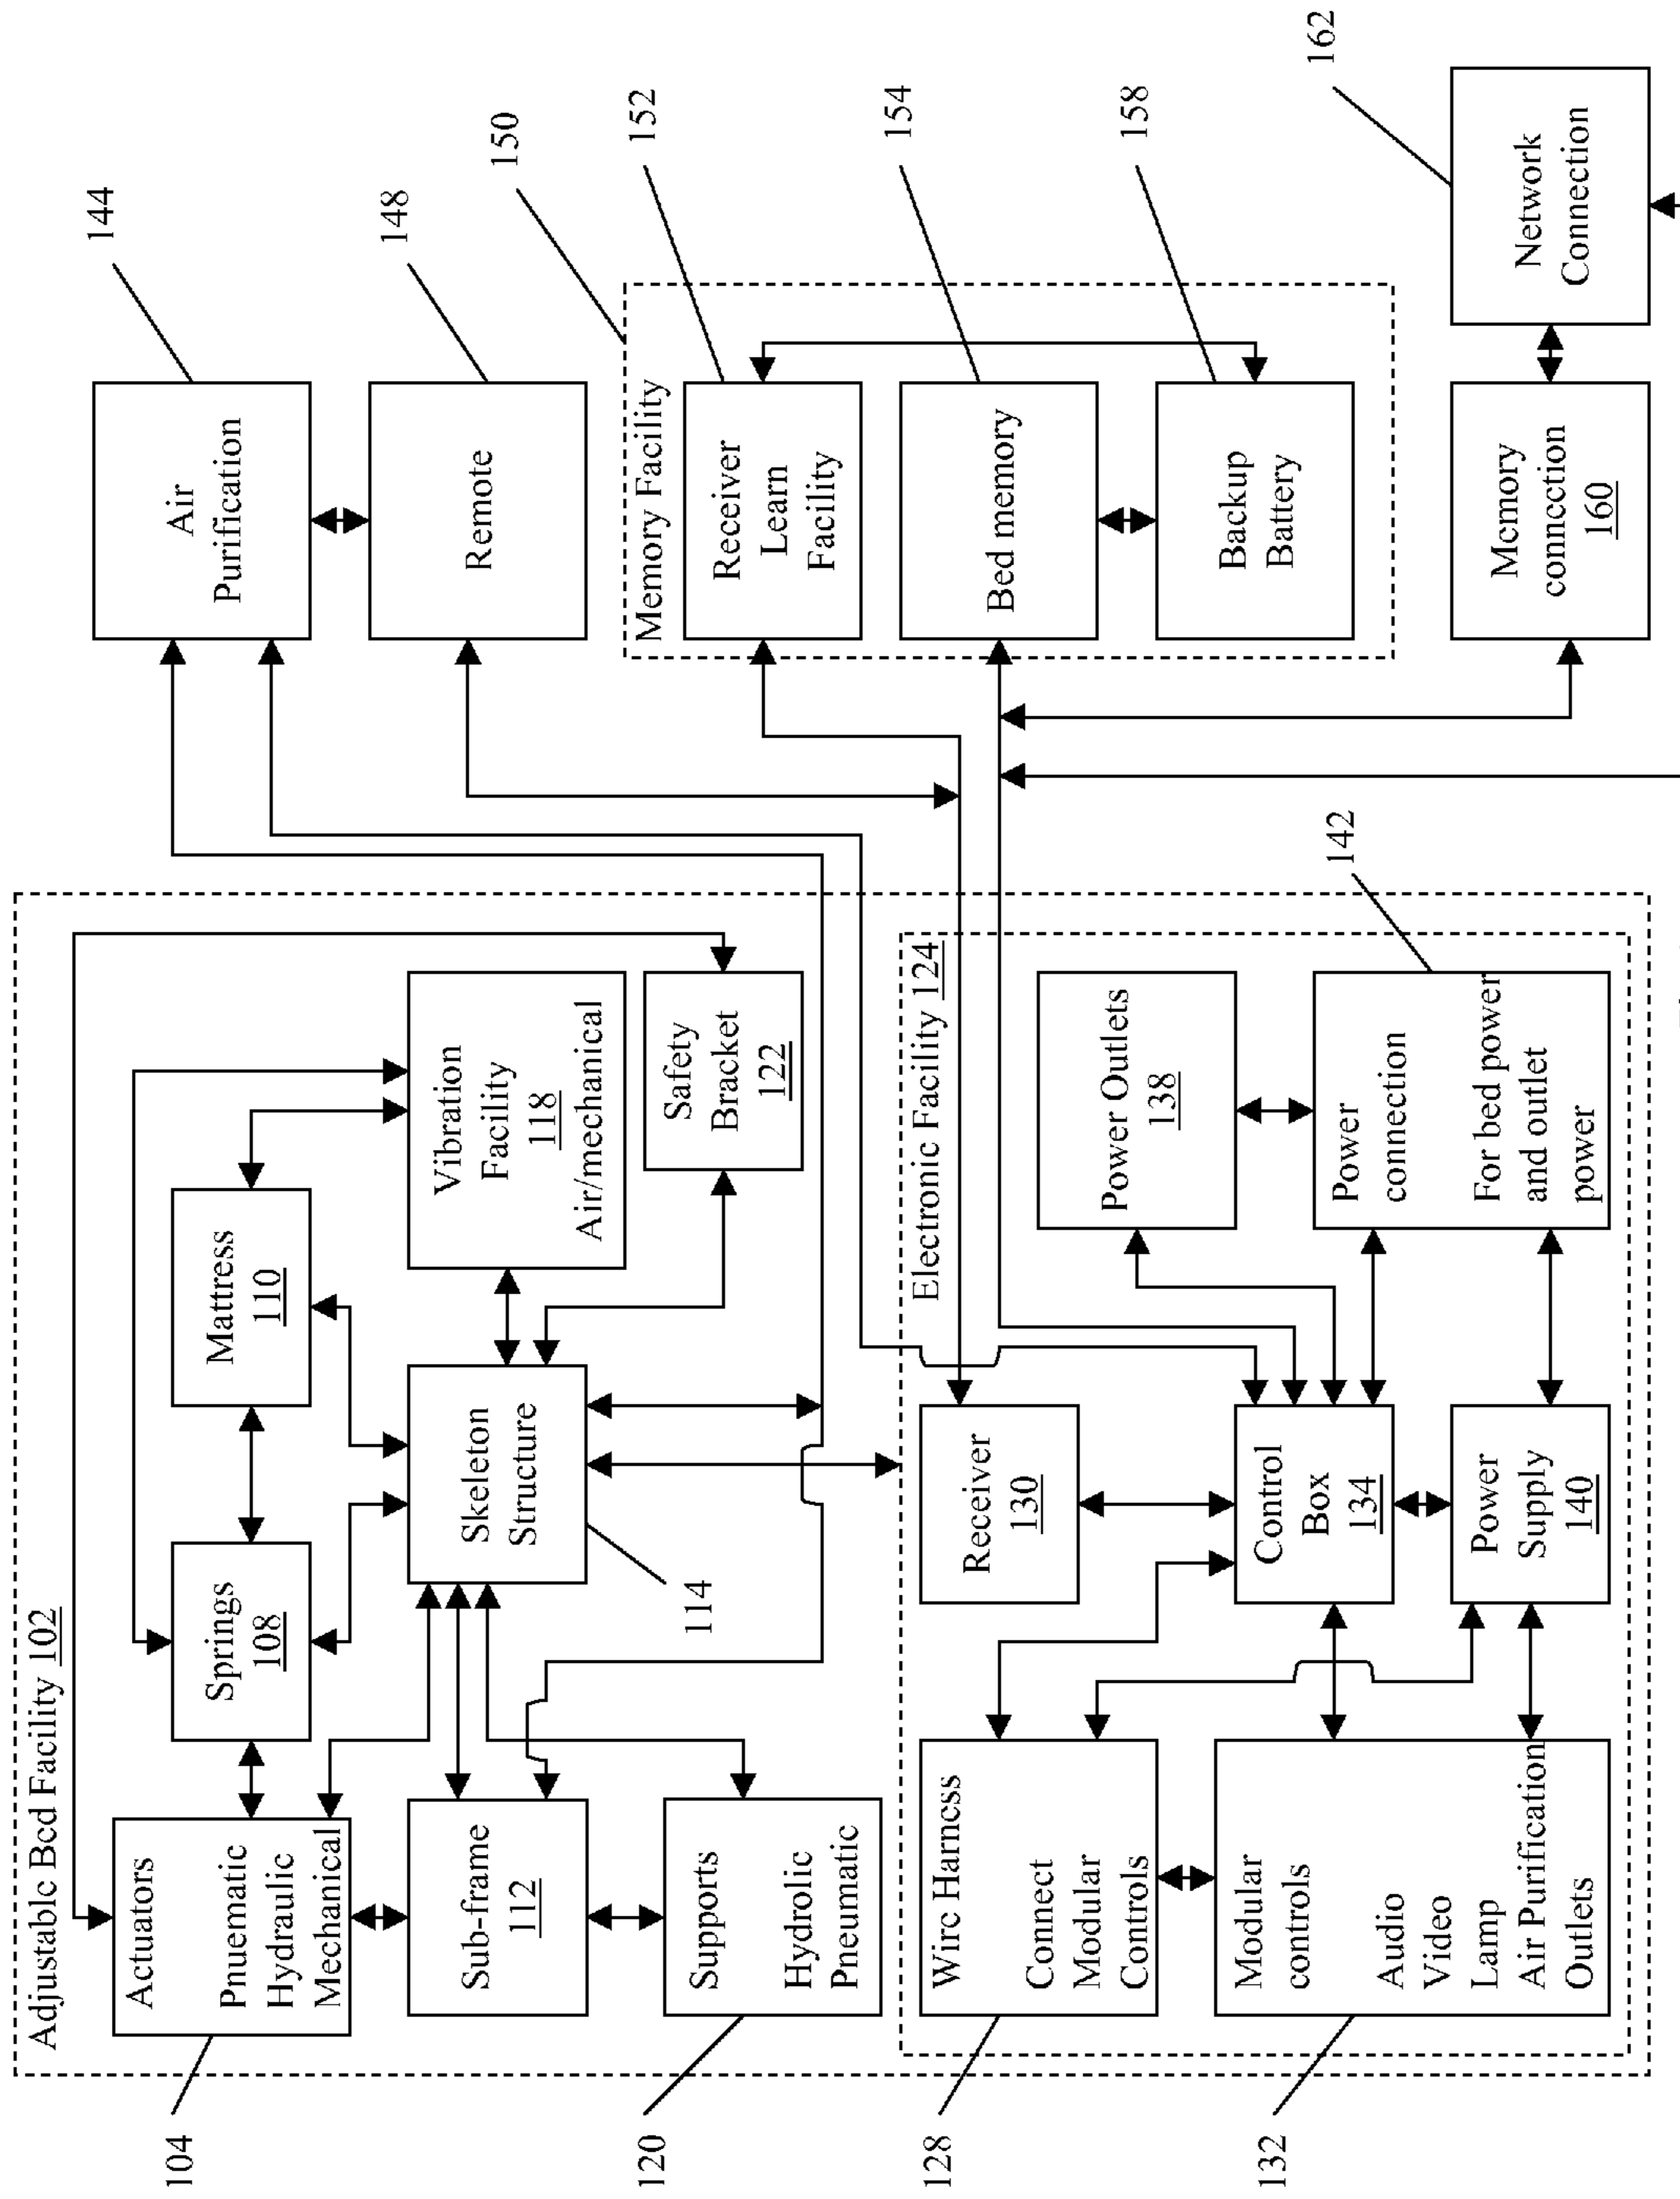 Adjustable Bed Facility 102
104
Actuators
Pnuematic
Hydraulic
Mechanical
Springs
108
Mattress
110
Sub-frame
112
Skeleton
Structure
114
Vibration
Facility
118
Air/mechanical
Safety
Bracket
122
120
Supports
Hydrolic
Pneumatic
Electronic Facility 124
128
Wire Harness
Connect
Modular
Controls
Receiver
130
132
Modular
controls
Audio
Video
Lamp
Air Purification
Outlets
Control
Box
134
Power Outlets
138
Power
Supply
140
Power
connection
For bed power
and outlet
power
142
Air
Purification
144
Remote
148
150
Memory Facility
Receiver
Learn
Facility
152
Bed memory
154
Backup
Battery
158
Memory
connection
160
Network
Connection
162